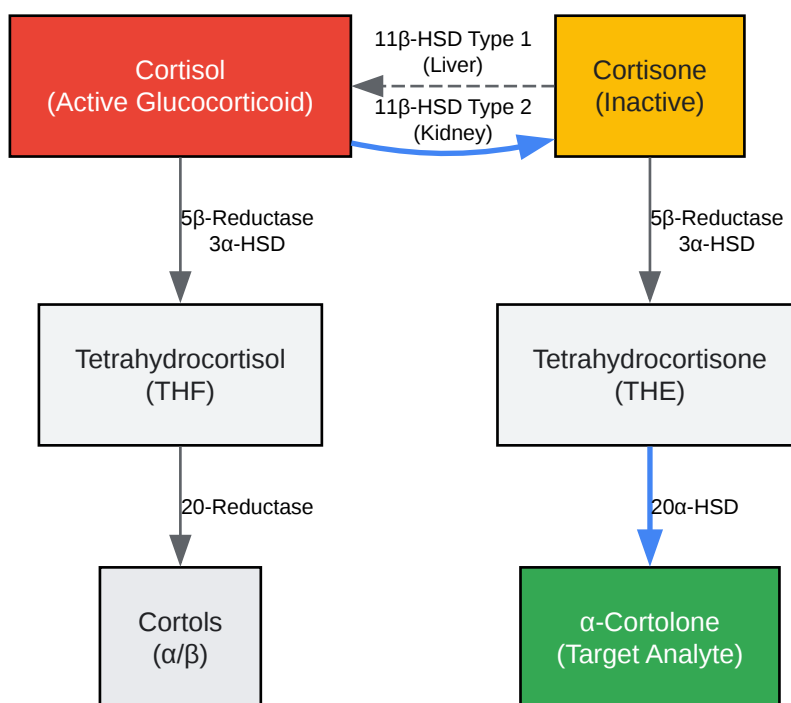 Cortisol
(Active Glucocorticoid)
11β-HSD Type 1
(Liver)
11β-HSD Type 2
(Kidney)
Cortisone
(Inactive)
5β-Reductase
3α-HSD
5β-Reductase
3α-HSD
Tetrahydrocortisol
(THF)
Tetrahydrocortisone
(THE)
20-Reductase
20α-HSD
Cortols
(α/β)
α-Cortolone
(Target Analyte)